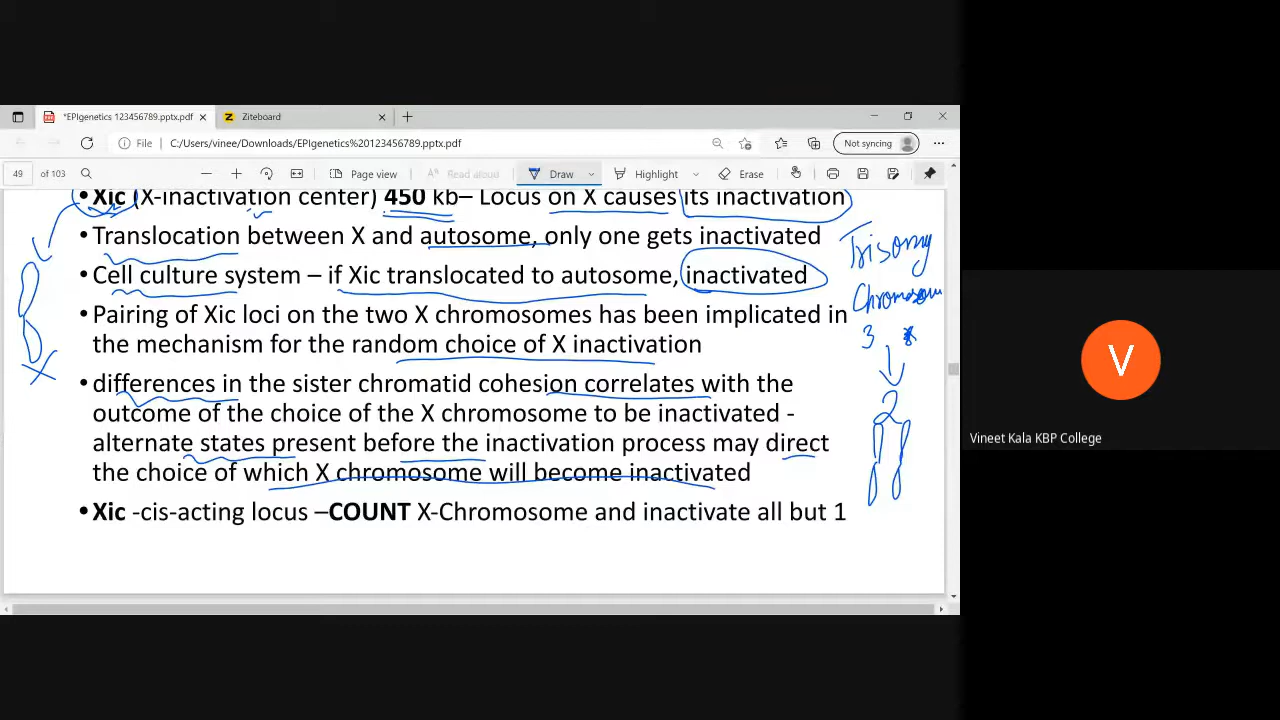 *EPIgenetics 123456789.pptx.pdf
Ziteboard
File
C:/Users/vinee/Downloads/EPIgenetics%20123456789.pptx.pdf
Not syncing
49 of 103
Page view
Read aloud
Draw
Highlight
Erase
•Xic (X-inactivation center) 450 kb– Locus on X causes its inactivation
•Translocation between X and autosome, only one gets inactivated
•Cell culture system – if Xic translocated to autosome, inactivated
•Pairing of Xic loci on the two X chromosomes has been implicated in
the mechanism for the random choice of X inactivation
•differences in the sister chromatid cohesion correlates with the
outcome of the choice of the X chromosome to be inactivated -
alternate states present before the inactivation process may direct
the choice of which X chromosome will become inactivated
•Xic -cis-acting locus –COUNT X-Chromosome and inactivate all but 1
Trisomy
Chromosome
3
2
X
V
Vineet Kala KBP College